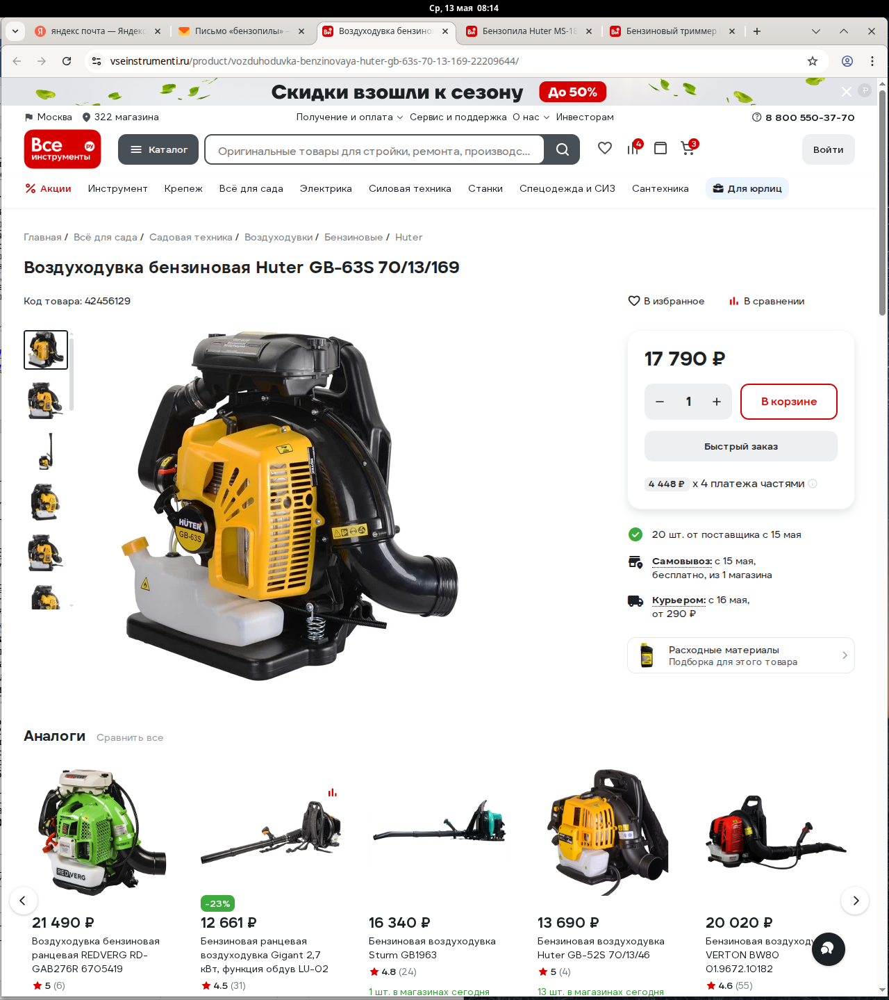 Ср, 13 мая 08:14
яндекс почта — Яндекс
Письмо «бензопилы» -
Воздуходувка бензино
Бензопила Huter MS-18
Бензиновый триммер
vseinstrumenti.ru/product/vozduhoduvka-benzinovaya-huter-gb-63s-70-13-169-22209644/
Скидки взошли к сезону До 50%
Москва 322 магазина Получение и оплата Сервис и поддержка О нас Инвесторам 8 800 550-37-70
Все инструменты ру
Каталог
Оригинальные товары для стройки, ремонта, производс...
4
3
Войти
Акции Инструмент Крепеж Всё для сада Электрика Силовая техника Станки Спецодежда и СИЗ Сантехника Для юрлиц
Главная / Всё для сада / Садовая техника / Воздуходувки / Бензиновые / Huter
Воздуходувка бензиновая Huter GB-63S 70/13/169
Код товара: 42456129
В избранное В сравнении
HÜTER
GB-63S
HUTER
17 790 ₽
− 1 +
В корзине
Быстрый заказ
4 448 ₽ х 4 платежа частями
20 шт. от поставщика с 15 мая
Самовывоз: с 15 мая,
бесплатно, из 1 магазина
Курьером: с 16 мая,
от 290 ₽
Расходные материалы
Подборка для этого товара
Аналоги Сравнить все
REDVERG
-23%
21 490 ₽
Воздуходувка бензиновая
ранцевая REDVERG RD-
GAB276R 6705419
5 (6)
12 661 ₽
Бензиновая ранцевая
воздуходувка Gigant 2,7
кВт, функция обдув LU-02
4.5 (31)
16 340 ₽
Бензиновая воздуходувка
Sturm GB1963
4.8 (24)
1 шт. в магазинах сегодня
13 690 ₽
Бензиновая воздуходувка
Huter GB-52S 70/13/46
5 (4)
13 шт. в магазинах сегодня
20 020 ₽
Бензиновая воздуходу
VERTON BW80
01.9672.10182
4.6 (55)